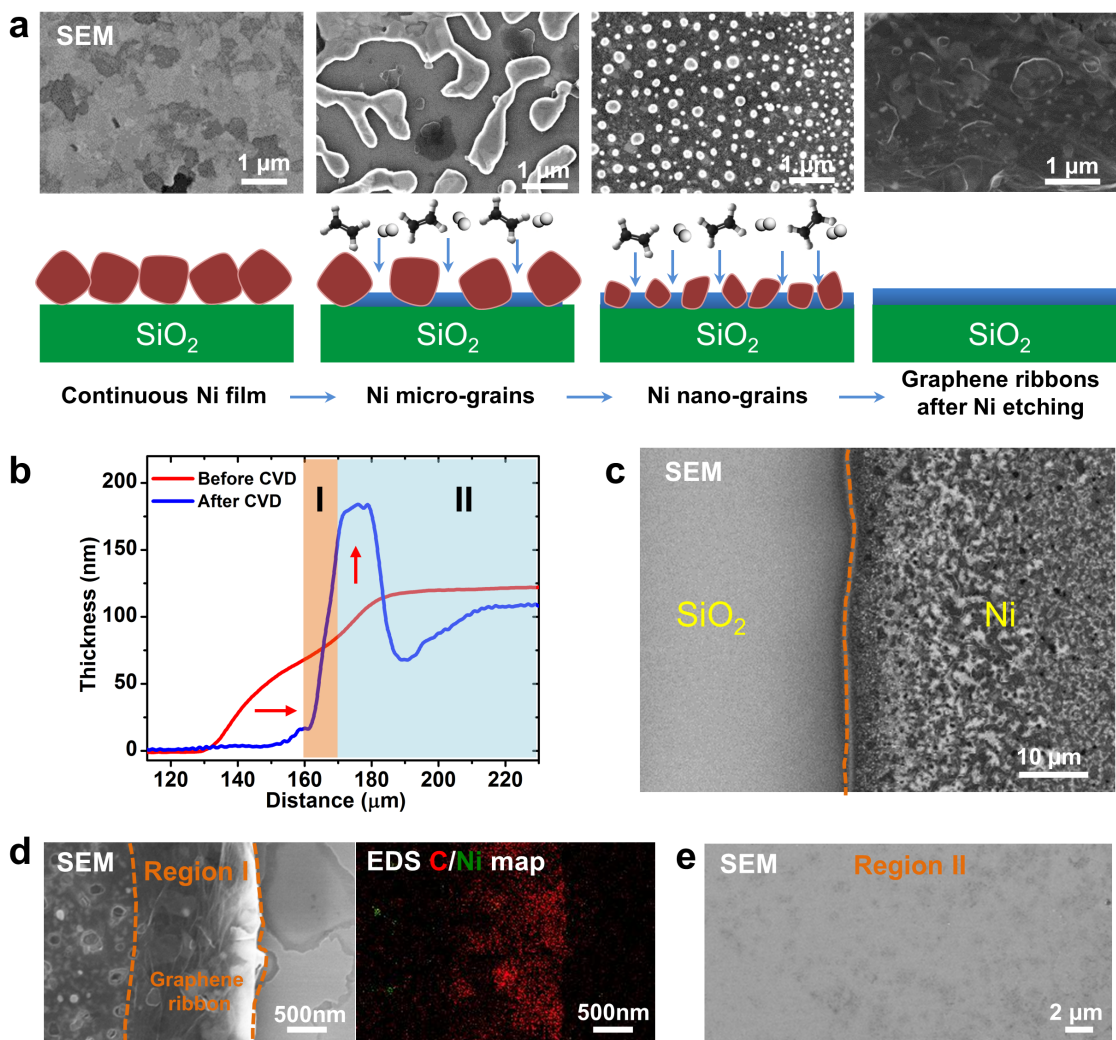 a
SEM
1 µm
1 µm
1 µm
1 µm
SiO₂
SiO₂
SiO₂
SiO₂
Continuous Ni film
Ni micro-grains
Ni nano-grains
Graphene ribbons
after Ni etching
b
200
150
100
50
0
Thickness (nm)
Before CVD
After CVD
I
II
120 140 160 180 200 220
Distance (µm)
c
SEM
SiO₂
Ni
10 µm
d
SEM
Region I
Graphene
ribbon
500nm
EDS C/Ni map
500nm
e
SEM
Region II
2 µm